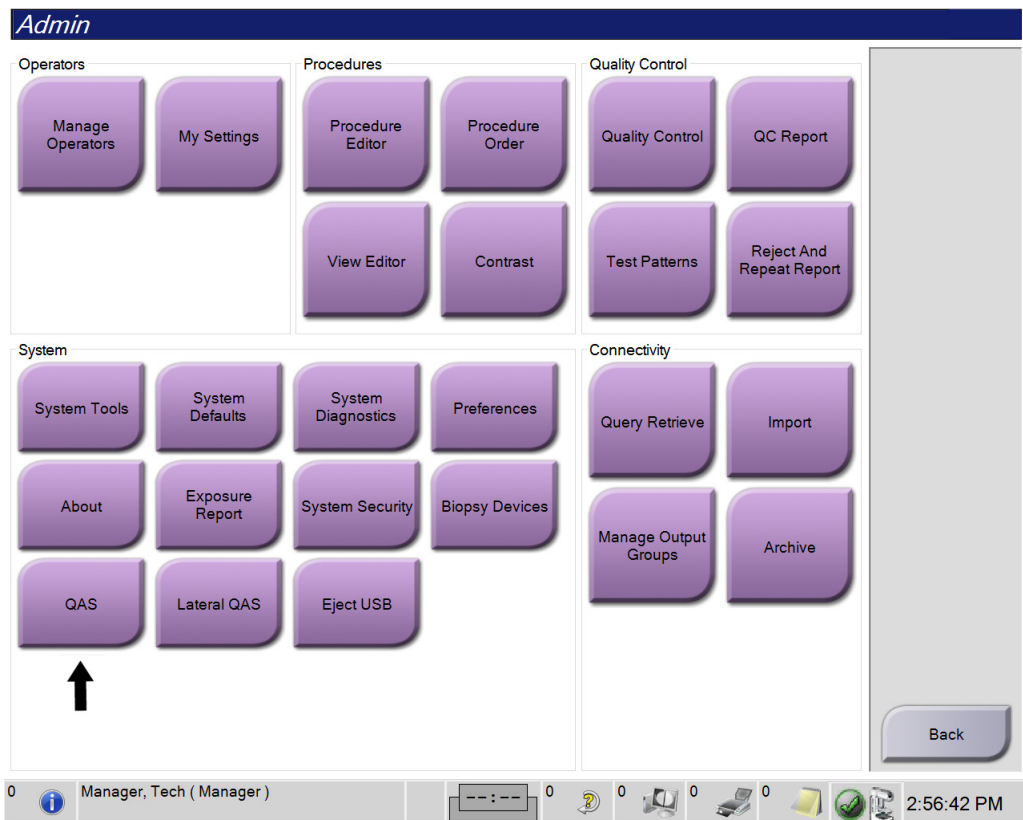 Admin
Operators
Manage
Operators
My Settings
Procedures
Procedure
Editor
Procedure
Order
View Editor
Contrast
Quality Control
Quality Control
QC Report
Test Patterns
Reject And
Repeat Report
System
System Tools
System
Defaults
System
Diagnostics
Preferences
About
Exposure
Report
System Security
Biopsy Devices
QAS
Lateral QAS
Eject USB
Connectivity
Query Retrieve
Import
Manage Output
Groups
Archive
Back
0
Manager, Tech ( Manager )
--:--
0
0
0
0
2:56:42 PM